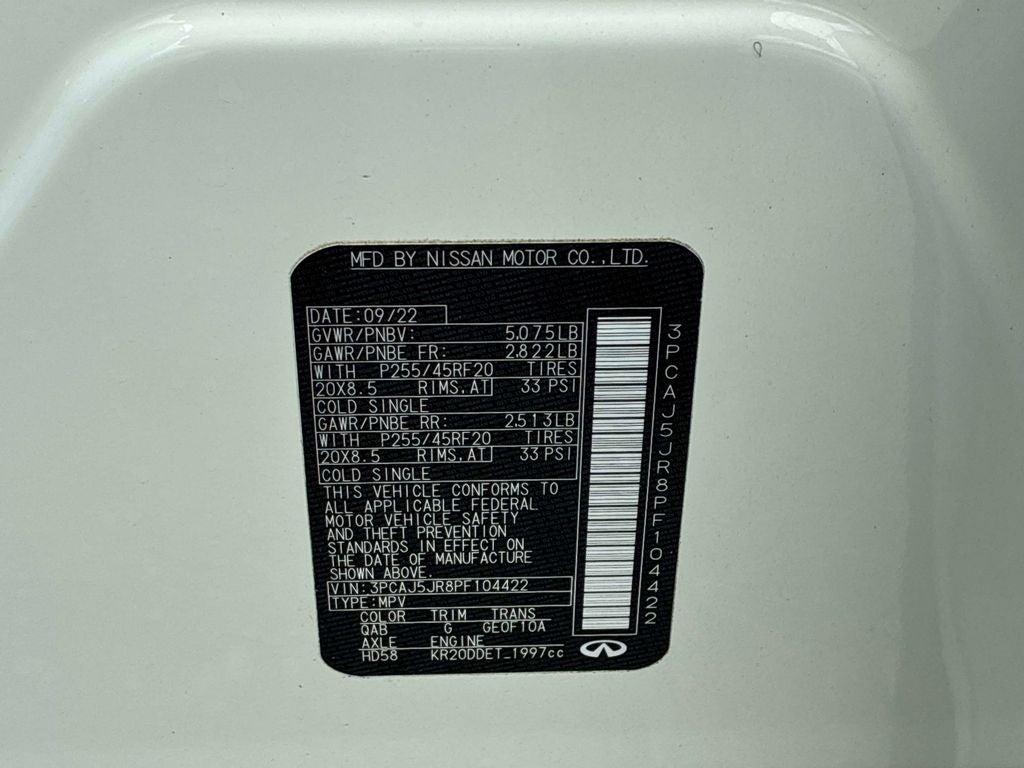 MFD BY NISSAN MOTOR CO.,LTD.
DATE:09/22
GVWR/PNBV: 5.075LB
GAWR/PNBE FR: 2.822LB
WITH P255/45RF20 TIRES
20X8.5 RIMS.AT 33 PSI
COLD SINGLE
GAWR/PNBE RR: 2.513LB
WITH P255/45RF20 TIRES
20X8.5 RIMS.AT 33 PSI
COLD SINGLE
THIS VEHICLE CONFORMS TO
ALL APPLICABLE FEDERAL
MOTOR VEHICLE SAFETY
AND THEFT PREVENTION
STANDARDS IN EFFECT ON
THE DATE OF MANUFACTURE
SHOWN ABOVE.
VIN:3PCAJ5JR8PF104422
TYPE:MPV
COLOR TRIM TRANS
QAB G GE0F10A
AXLE ENGINE
HD58 KR20DDET_1997cc
3PCAJ5JR8PF104422